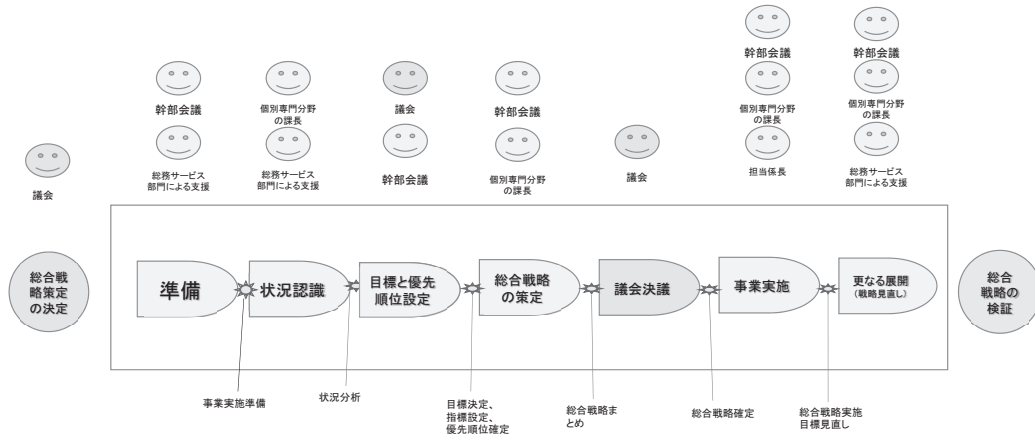 幹部会議
幹部会議
幹部会議
個別専門分野
の課長
議会
幹部会議
個別専門分野
の課長
個別専門分野
の課長
議会
総務サービス
部門による支援
総務サービス
部門による支援
幹部会議
個別専門分野
の課長
議会
担当係長
総務サービス
部門による支援
総合戦
略策定
の決定
準備
状況認識
目標と優先
順位設定
総合戦略
の策定
議会決議
事業実施
更なる展開
(戦略見直し)
総合
戦略の
検証
事業実施準備
状況分析
目標決定、
指標設定、
優先順位確定
総合戦略ま
とめ
総合戦略確定
総合戦略実施
目標見直し